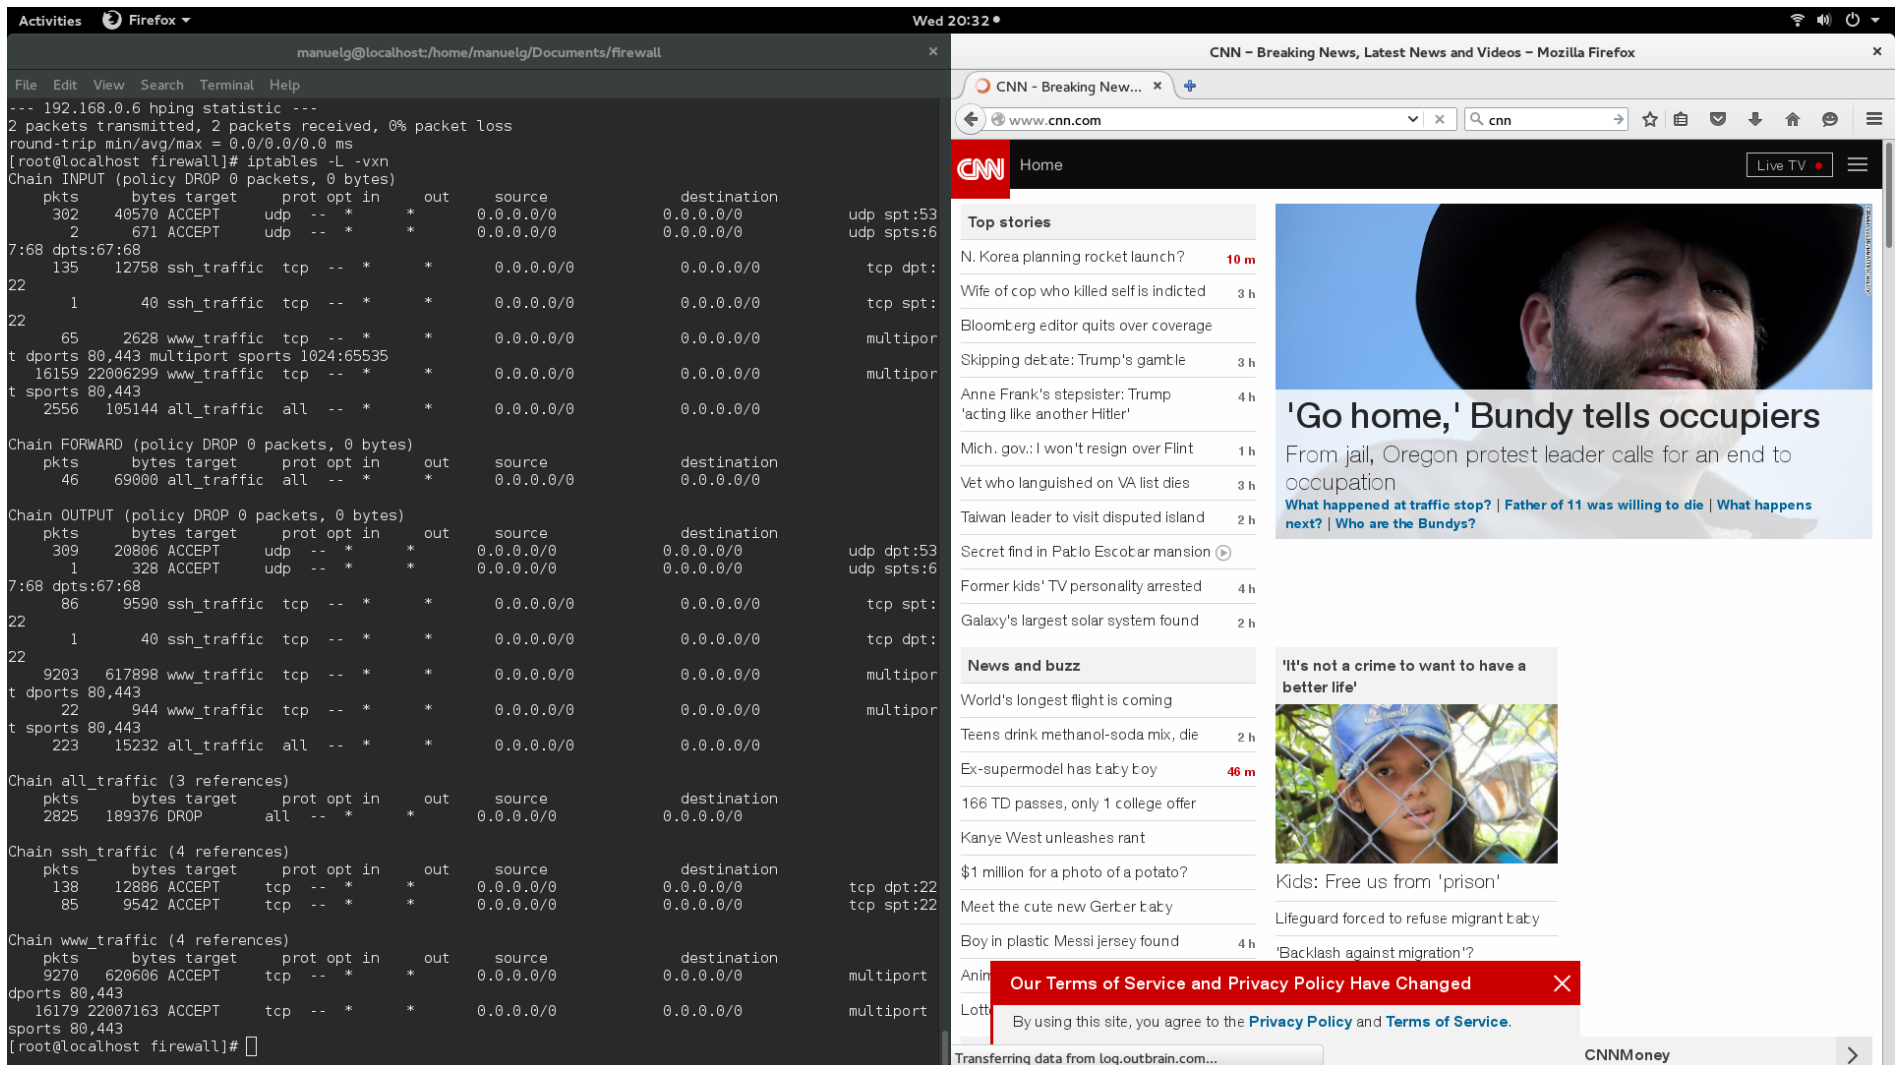 Activities Firefox Wed 20:32
manuelg@localhost:/home/manuelg/Documents/firewall
File Edit View Search Terminal Help
--- 192.168.0.6 hping statistic ---
2 packets transmitted, 2 packets received, 0% packet loss
round-trip min/avg/max = 0.0/0.0/0.0 ms
[root@localhost firewall]# iptables -L -vxn
Chain INPUT (policy DROP 0 packets, 0 bytes)
pkts bytes target prot opt in out source destination
302 40570 ACCEPT udp -- * * 0.0.0.0/0 0.0.0.0/0 udp spt:53
2 671 ACCEPT udp -- * * 0.0.0.0/0 0.0.0.0/0 udp spts:6
7:68 dpts:67:68
135 12758 ssh_traffic tcp -- * * 0.0.0.0/0 0.0.0.0/0 tcp dpt:
22
1 40 ssh_traffic tcp -- * * 0.0.0.0/0 0.0.0.0/0 tcp spt:
22
65 2628 www_traffic tcp -- * * 0.0.0.0/0 0.0.0.0/0 multipor
t dports 80,443 multiport sports 1024:65535
16159 22006299 www_traffic tcp -- * * 0.0.0.0/0 0.0.0.0/0 multipor
t sports 80,443
2556 105144 all_traffic all -- * * 0.0.0.0/0 0.0.0.0/0
Chain FORWARD (policy DROP 0 packets, 0 bytes)
pkts bytes target prot opt in out source destination
46 69000 all_traffic all -- * * 0.0.0.0/0 0.0.0.0/0
Chain OUTPUT (policy DROP 0 packets, 0 bytes)
pkts bytes target prot opt in out source destination
309 20806 ACCEPT udp -- * * 0.0.0.0/0 0.0.0.0/0 udp dpt:53
1 328 ACCEPT udp -- * * 0.0.0.0/0 0.0.0.0/0 udp spts:6
7:68 dpts:67:68
86 9590 ssh_traffic tcp -- * * 0.0.0.0/0 0.0.0.0/0 tcp spt:
22
1 40 ssh_traffic tcp -- * * 0.0.0.0/0 0.0.0.0/0 tcp dpt:
22
9203 617898 www_traffic tcp -- * * 0.0.0.0/0 0.0.0.0/0 multipor
t dports 80,443
22 944 www_traffic tcp -- * * 0.0.0.0/0 0.0.0.0/0 multipor
t sports 80,443
223 15232 all_traffic all -- * * 0.0.0.0/0 0.0.0.0/0
Chain all_traffic (3 references)
pkts bytes target prot opt in out source destination
2825 189376 DROP all -- * * 0.0.0.0/0 0.0.0.0/0
Chain ssh_traffic (4 references)
pkts bytes target prot opt in out source destination
138 12886 ACCEPT tcp -- * * 0.0.0.0/0 0.0.0.0/0 tcp dpt:22
85 9542 ACCEPT tcp -- * * 0.0.0.0/0 0.0.0.0/0 tcp spt:22
Chain www_traffic (4 references)
pkts bytes target prot opt in out source destination
9270 620606 ACCEPT tcp -- * * 0.0.0.0/0 0.0.0.0/0 multiport
dports 80,443
16179 22007163 ACCEPT tcp -- * * 0.0.0.0/0 0.0.0.0/0 multiport
sports 80,443
[root@localhost firewall]#
CNN - Breaking News, Latest News and Videos - Mozilla Firefox
CNN - Breaking New...
www.cnn.com cnn
CNN Home Live TV
Top stories
N. Korea planning rocket launch? 10 m
Wife of cop who killed self is indicted 3 h
Bloomberg editor quits over coverage
Skipping debate: Trump's gamble 3 h
Anne Frank's stepsister: Trump 4 h
'acting like another Hitler'
Mich. gov.: I won't resign over Flint 1 h
Vet who languished on VA list dies 3 h
Taiwan leader to visit disputed island 2 h
Secret find in Pablo Escobar mansion
Former kids' TV personality arrested 4 h
Galaxy's largest solar system found 2 h
'Go home,' Bundy tells occupiers
From jail, Oregon protest leader calls for an end to
occupation
What happened at traffic stop? | Father of 11 was willing to die | What happens
next? | Who are the Bundys?
News and buzz
World's longest flight is coming
Teens drink methanol-soda mix, die 2 h
Ex-supermodel has baby boy 46 m
166 TD passes, only 1 college offer
Kanye West unleashes rant
$1 million for a photo of a potato?
Meet the cute new Gerber baby
Boy in plastic Messi jersey found 4 h
Anim
Lotte
'It's not a crime to want to have a
better life'
Kids: Free us from 'prison'
Lifeguard forced to refuse migrant baby
'Backlash against migration'?
Our Terms of Service and Privacy Policy Have Changed
By using this site, you agree to the Privacy Policy and Terms of Service.
Transferring data from log.outbrain.com...
CNNMoney